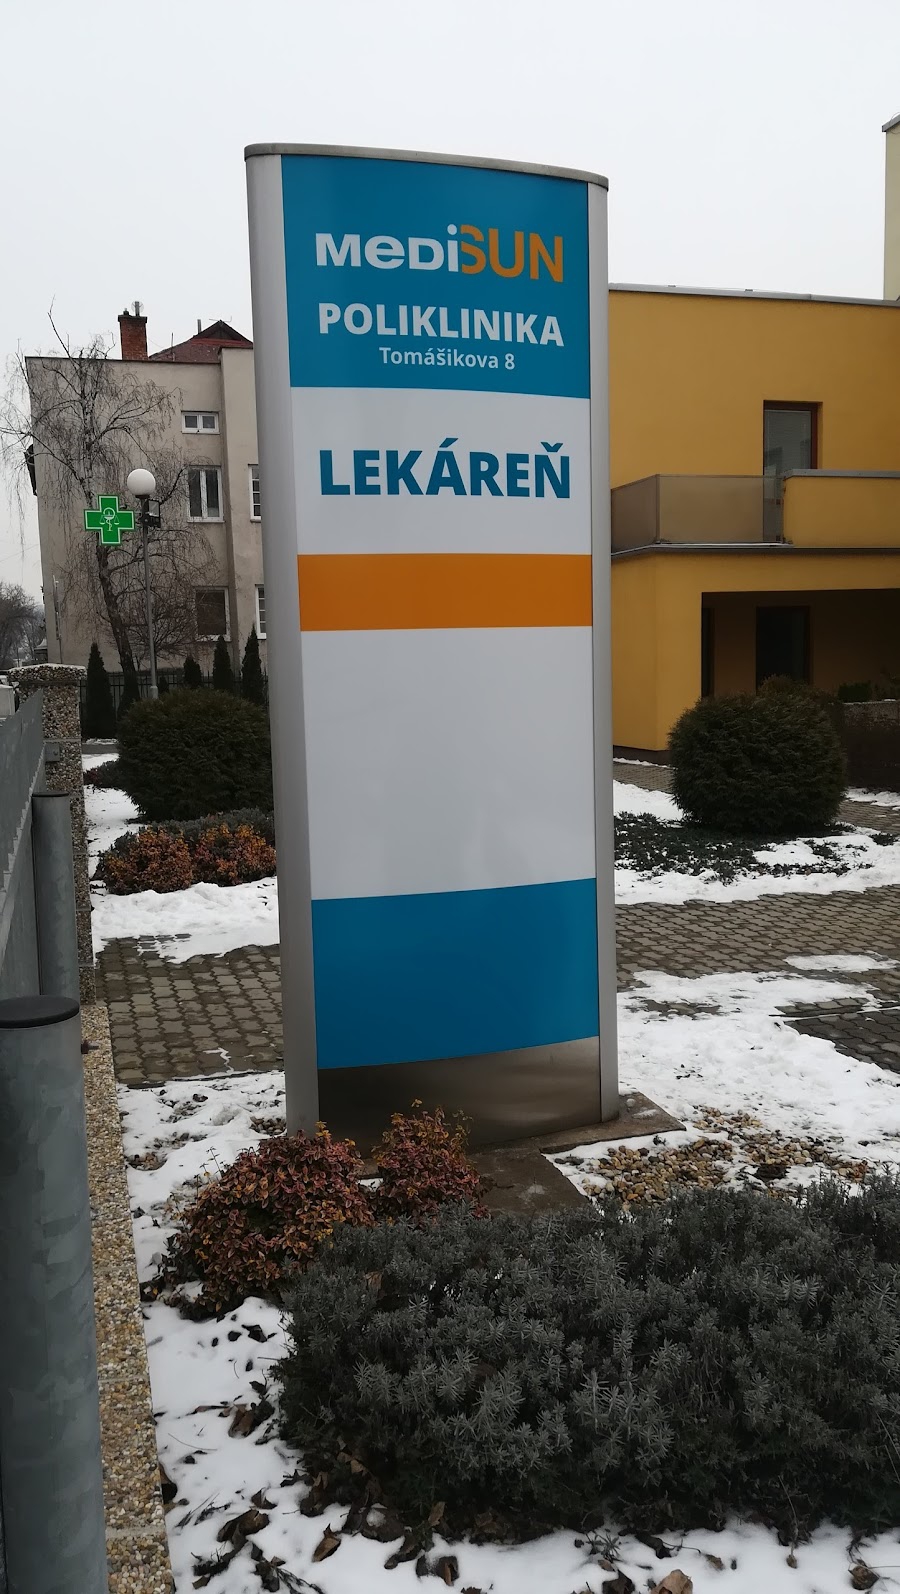 MeDiSUN
POLIKLINIKA
Tomášikova 8
LEKÁREŇ